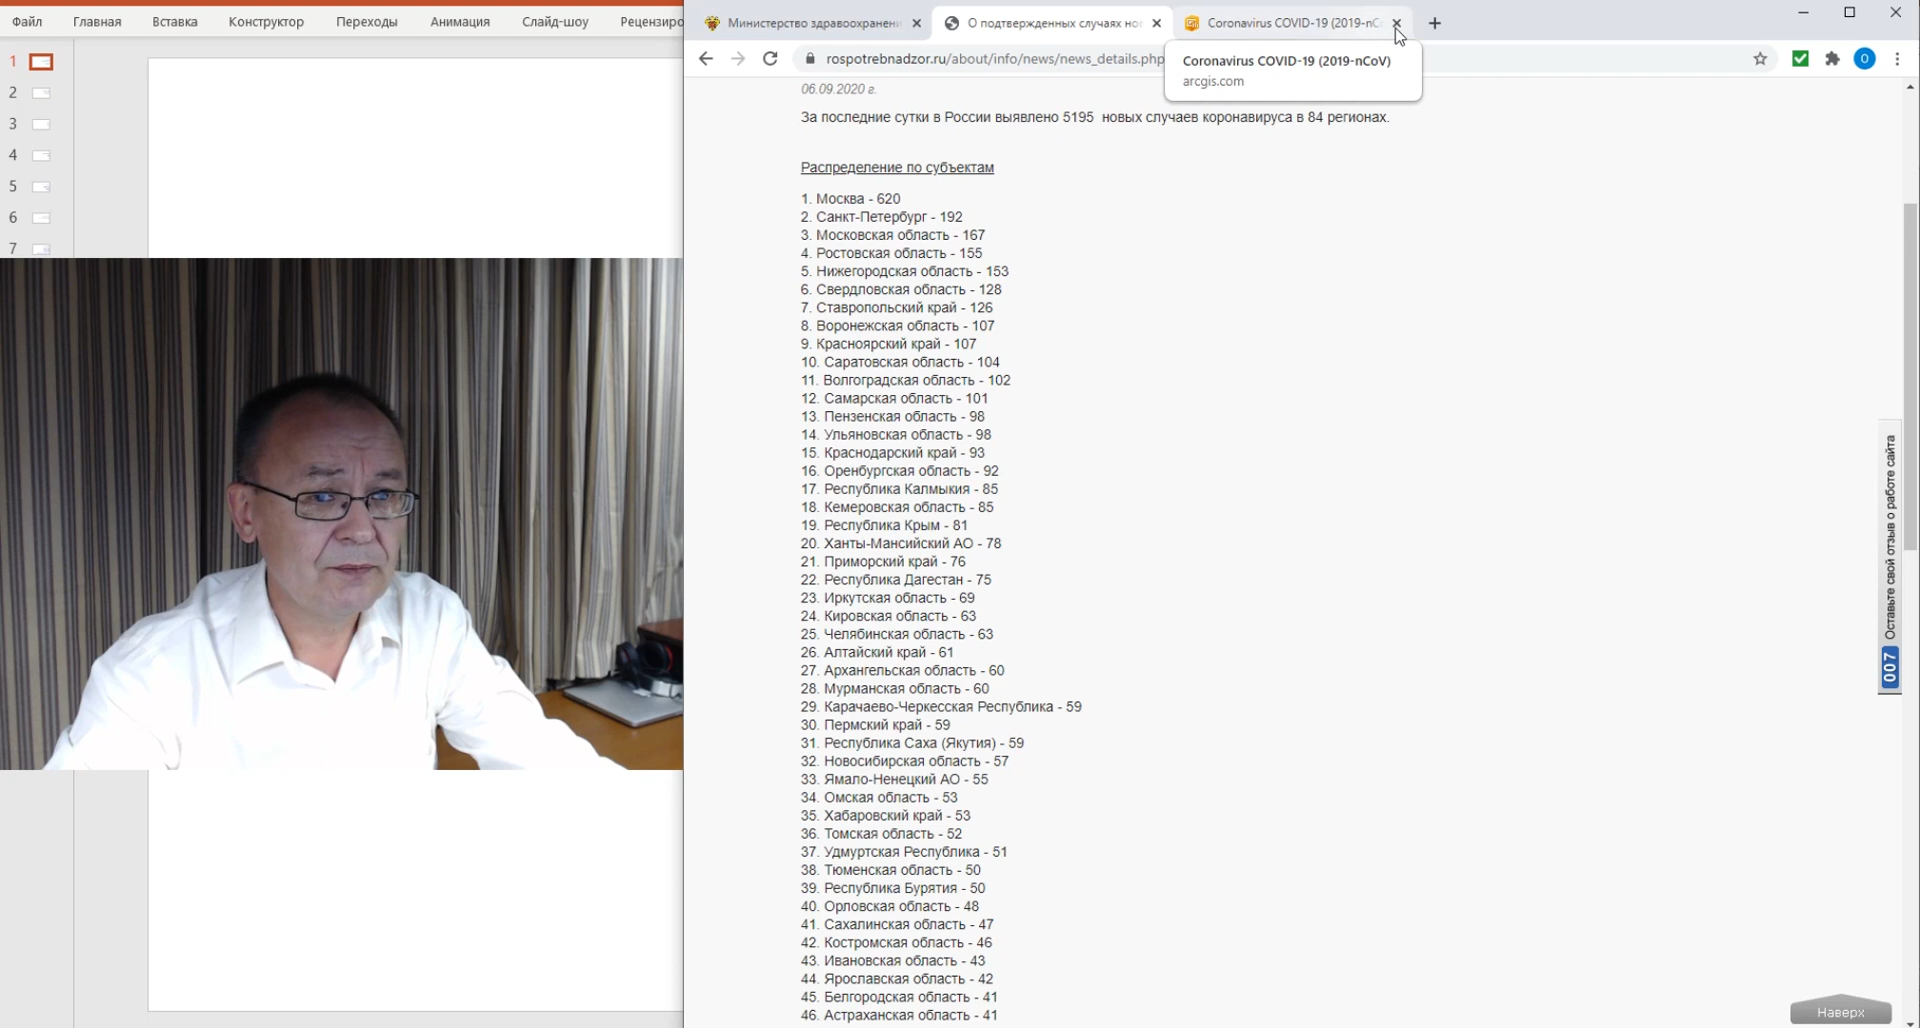 Файл Главная Вставка Конструктор Переходы Анимация Слайд-шоу Рецензиро
1
2
3
4
5
6
7
Министерство здравоохранени
О подтвержденных случаях но
Coronavirus COVID-19 (2019-nC
rospotrebnadzor.ru/about/info/news/news_details.php
Coronavirus COVID-19 (2019-nCoV)
arcgis.com
O
06.09.2020 г.
За последние сутки в России выявлено 5195 новых случаев коронавируса в 84 регионах.
Распределение по субъектам
1. Москва - 620
2. Санкт-Петербург - 192
3. Московская область - 167
4. Ростовская область - 155
5. Нижегородская область - 153
6. Свердловская область - 128
7. Ставропольский край - 126
8. Воронежская область - 107
9. Красноярский край - 107
10. Саратовская область - 104
11. Волгоградская область - 102
12. Самарская область - 101
13. Пензенская область - 98
14. Ульяновская область - 98
15. Краснодарский край - 93
16. Оренбургская область - 92
17. Республика Калмыкия - 85
18. Кемеровская область - 85
19. Республика Крым - 81
20. Ханты-Мансийский АО - 78
21. Приморский край - 76
22. Республика Дагестан - 75
23. Иркутская область - 69
24. Кировская область - 63
25. Челябинская область - 63
26. Алтайский край - 61
27. Архангельская область - 60
28. Мурманская область - 60
29. Карачаево-Черкесская Республика - 59
30. Пермский край - 59
31. Республика Саха (Якутия) - 59
32. Новосибирская область - 57
33. Ямало-Ненецкий АО - 55
34. Омская область - 53
35. Хабаровский край - 53
36. Томская область - 52
37. Удмуртская Республика - 51
38. Тюменская область - 50
39. Республика Бурятия - 50
40. Орловская область - 48
41. Сахалинская область - 47
42. Костромская область - 46
43. Ивановская область - 43
44. Ярославская область - 42
45. Белгородская область - 41
46. Астраханская область - 41
Оставьте свой отзыв о работе сайта
007
Наверх